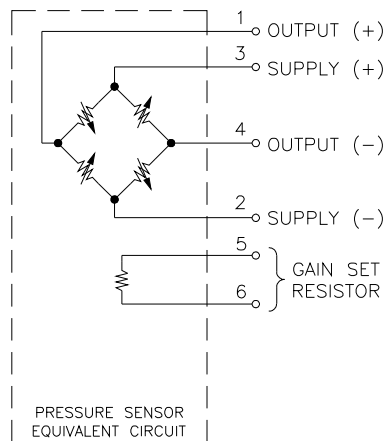 1
OUTPUT (+)
3
SUPPLY (+)
4
OUTPUT (−)
2
SUPPLY (−)
5
6
GAIN SET
RESISTOR
PRESSURE SENSOR
EQUIVALENT CIRCUIT